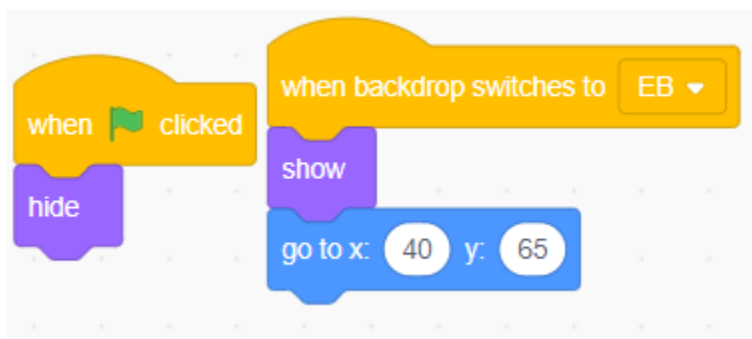 when clicked
hide
when backdrop switches to EB
show
go to x: 40 y: 65